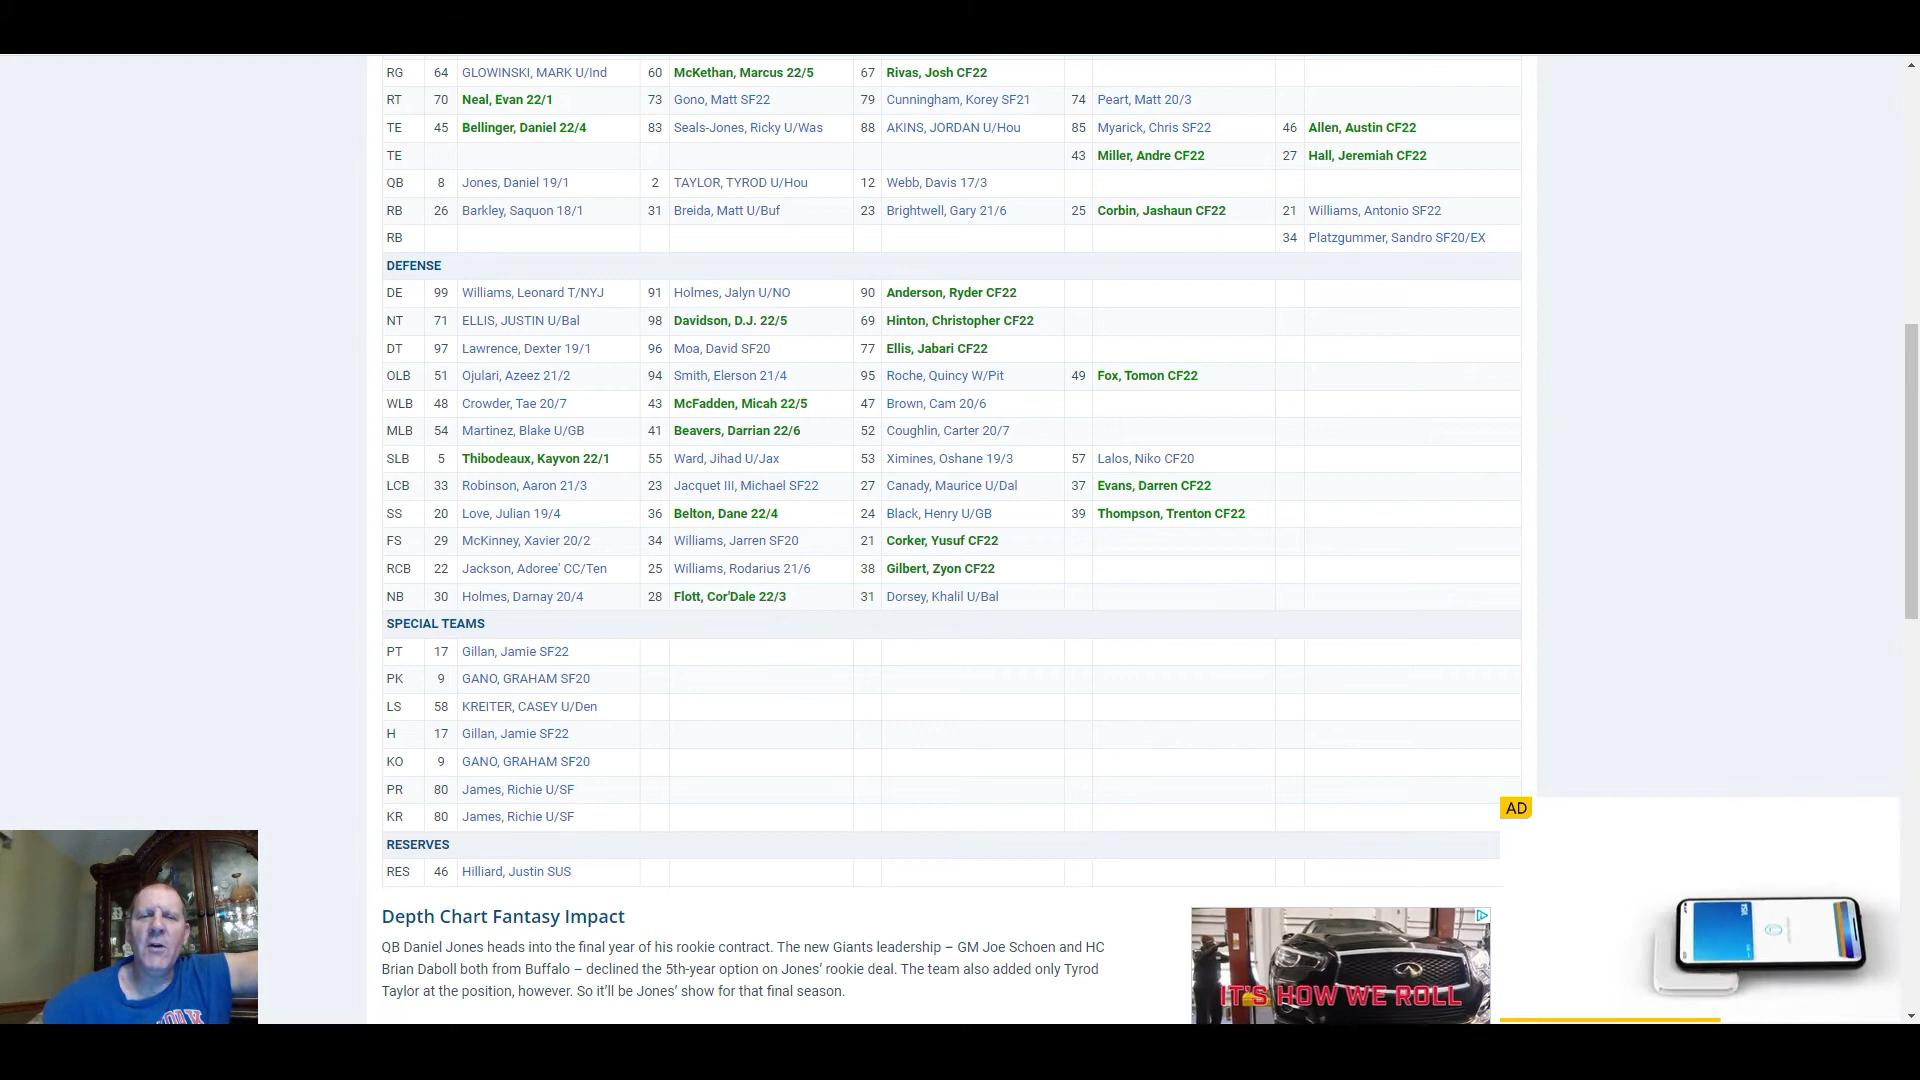 RG 64 GLOWINSKI, MARK U/Ind 60 McKethan, Marcus 22/5 67 Rivas, Josh CF22
RT 70 Neal, Evan 22/1 73 Gono, Matt SF22 79 Cunningham, Korey SF21 74 Peart, Matt 20/3
TE 45 Bellinger, Daniel 22/4 83 Seals-Jones, Ricky U/Was 88 AKINS, JORDAN U/Hou 85 Myarick, Chris SF22 46 Allen, Austin CF22
TE 43 Miller, Andre CF22 27 Hall, Jeremiah CF22
QB 8 Jones, Daniel 19/1 2 TAYLOR, TYROD U/Hou 12 Webb, Davis 17/3
RB 26 Barkley, Saquon 18/1 31 Breida, Matt U/Buf 23 Brightwell, Gary 21/6 25 Corbin, Jashaun CF22 21 Williams, Antonio SF22
RB 34 Platzgummer, Sandro SF20/EX
DEFENSE
DE 99 Williams, Leonard T/NYJ 91 Holmes, Jalyn U/NO 90 Anderson, Ryder CF22
NT 71 ELLIS, JUSTIN U/Bal 98 Davidson, D.J. 22/5 69 Hinton, Christopher CF22
DT 97 Lawrence, Dexter 19/1 96 Moa, David SF20 77 Ellis, Jabari CF22
OLB 51 Ojulari, Azeez 21/2 94 Smith, Elerson 21/4 95 Roche, Quincy W/Pit 49 Fox, Tomon CF22
WLB 48 Crowder, Tae 20/7 43 McFadden, Micah 22/5 47 Brown, Cam 20/6
MLB 54 Martinez, Blake U/GB 41 Beavers, Darrian 22/6 52 Coughlin, Carter 20/7
SLB 5 Thibodeaux, Kayvon 22/1 55 Ward, Jihad U/Jax 53 Ximines, Oshane 19/3 57 Lalos, Niko CF20
LCB 33 Robinson, Aaron 21/3 23 Jacquet III, Michael SF22 27 Canady, Maurice U/Dal 37 Evans, Darren CF22
SS 20 Love, Julian 19/4 36 Belton, Dane 22/4 24 Black, Henry U/GB 39 Thompson, Trenton CF22
FS 29 McKinney, Xavier 20/2 34 Williams, Jarren SF20 21 Corker, Yusuf CF22
RCB 22 Jackson, Adoree' CC/Ten 25 Williams, Rodarius 21/6 38 Gilbert, Zyon CF22
NB 30 Holmes, Darnay 20/4 28 Flott, Cor'Dale 22/3 31 Dorsey, Khalil U/Bal
SPECIAL TEAMS
PT 17 Gillan, Jamie SF22
PK 9 GANO, GRAHAM SF20
LS 58 KREITER, CASEY U/Den
H 17 Gillan, Jamie SF22
KO 9 GANO, GRAHAM SF20
PR 80 James, Richie U/SF
KR 80 James, Richie U/SF
RESERVES
RES 46 Hilliard, Justin SUS
AD
Depth Chart Fantasy Impact
QB Daniel Jones heads into the final year of his rookie contract. The new Giants leadership – GM Joe Schoen and HC
Brian Daboll both from Buffalo – declined the 5th-year option on Jones’ rookie deal. The team also added only Tyrod
Taylor at the position, however. So it’ll be Jones’ show for that final season.
IT'S HOW WE ROLL